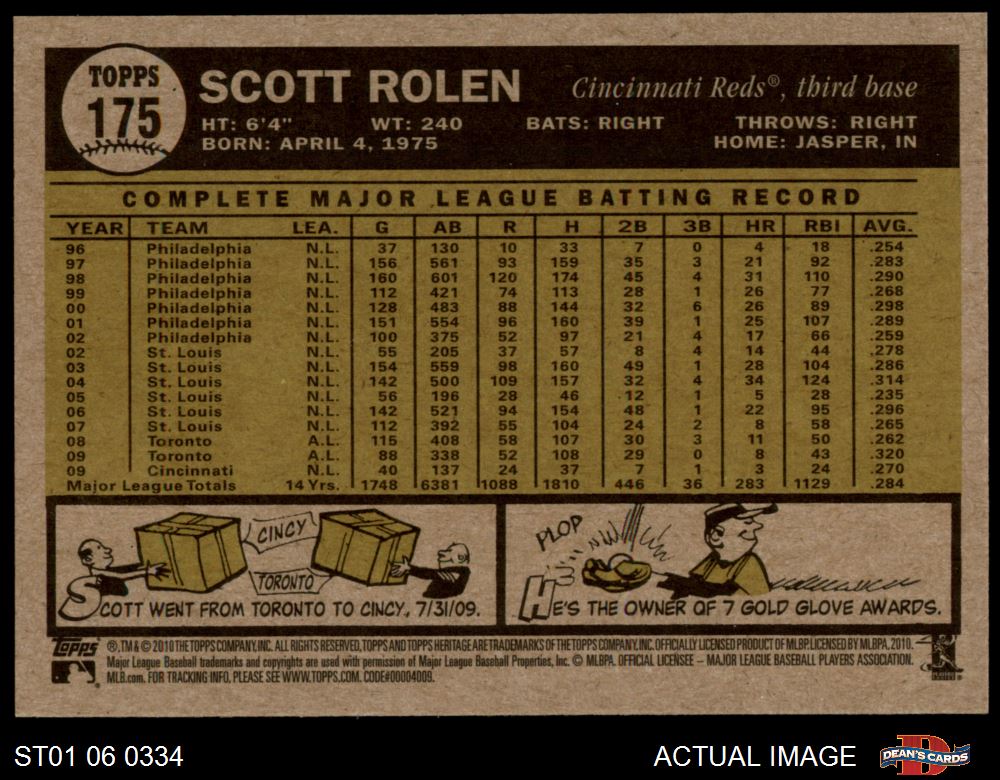 TOPPS
175
SCOTT ROLEN
Cincinnati Reds®, third base
HT: 6'4" WT: 240 BATS: RIGHT THROWS: RIGHT
BORN: APRIL 4, 1975 HOME: JASPER, IN
COMPLETE MAJOR LEAGUE BATTING RECORD
YEAR TEAM LEA. G AB R H 2B 3B HR RBI AVG.
96 Philadelphia N.L. 37 130 10 33 7 0 4 18 .254
97 Philadelphia N.L. 156 561 93 159 35 3 21 92 .283
98 Philadelphia N.L. 160 601 120 174 45 4 31 110 .290
99 Philadelphia N.L. 112 421 74 113 28 1 26 77 .268
00 Philadelphia N.L. 128 483 88 144 32 6 26 89 .298
01 Philadelphia N.L. 151 554 96 160 39 1 25 107 .289
02 Philadelphia N.L. 100 375 52 97 21 4 17 66 .259
02 St. Louis N.L. 55 205 37 57 8 4 14 44 .278
03 St. Louis N.L. 154 559 98 160 49 1 28 104 .286
04 St. Louis N.L. 142 500 109 157 32 4 34 124 .314
05 St. Louis N.L. 56 196 28 46 12 1 5 28 .235
06 St. Louis N.L. 142 521 94 154 48 1 22 95 .296
07 St. Louis N.L. 112 392 55 104 24 2 8 58 .265
08 Toronto A.L. 115 408 58 107 30 3 11 50 .262
09 Toronto A.L. 88 338 52 108 29 0 8 43 .320
09 Cincinnati N.L. 40 137 24 37 7 1 3 24 .270
Major League Totals 14 Yrs. 1748 6381 1088 1810 446 36 283 1129 .284
CINCY
TORONTO
SCOTT WENT FROM TORONTO TO CINCY, 7/31/09.
PLOP
HE'S THE OWNER OF 7 GOLD GLOVE AWARDS.
Topps ®, TM & © 2010 THE TOPPS COMPANY, INC. ALL RIGHTS RESERVED, TOPPS AND TOPPS HERITAGE ARE TRADEMARKS OF THE TOPPS COMPANY, INC. OFFICIALLY LICENSED PRODUCT OF MLBP. LICENSED BY MLBPA, 2010.
Major League Baseball trademarks and copyrights are used with permission of Major League Baseball Properties, Inc. © MLBPA. OFFICIAL LICENSEE – MAJOR LEAGUE BASEBALL PLAYERS ASSOCIATION.
MLB.com. FOR TRACKING INFO, PLEASE SEE WWW.TOPPS.COM. CODE#00004009.
ST01 06 0334 ACTUAL IMAGE DEAN'S CARDS